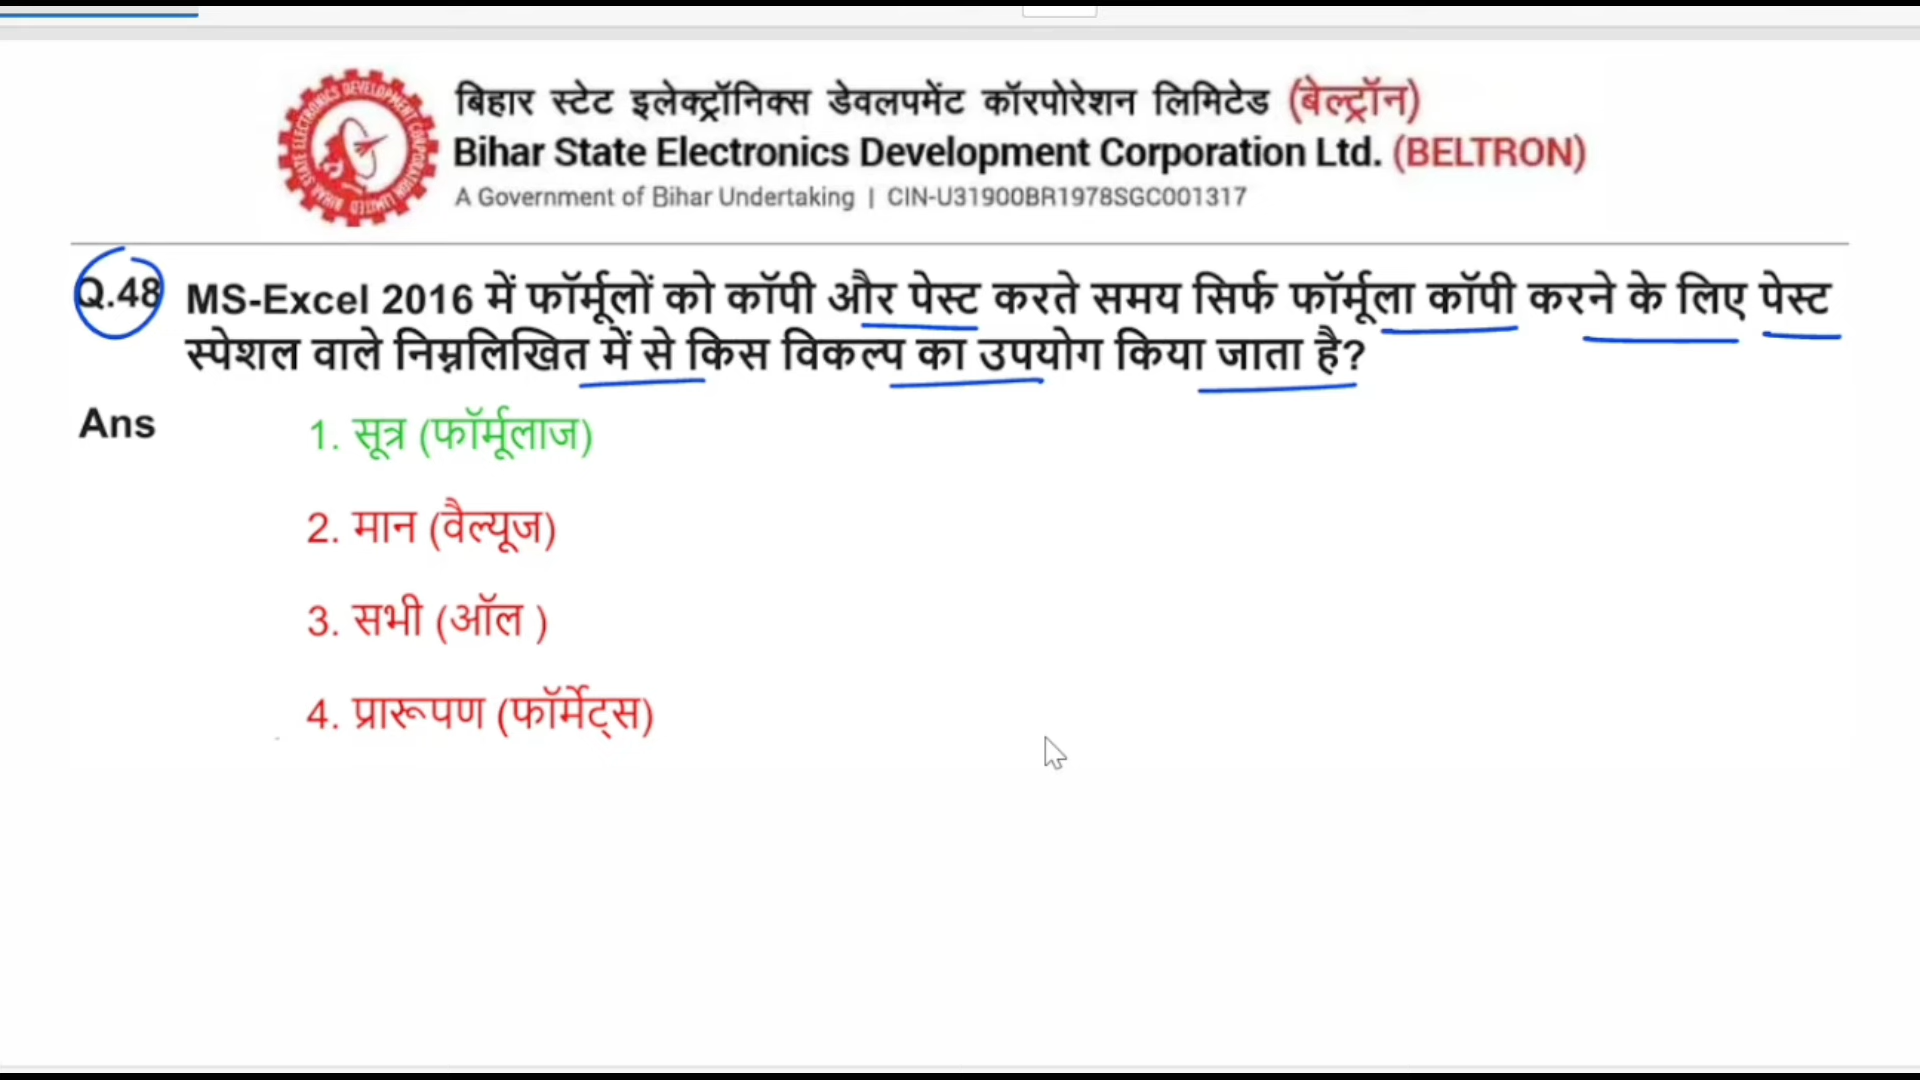 बिहार स्टेट इलेक्ट्रॉनिक्स डेवलपमेंट कॉरपोरेशन लिमिटेड (बेल्ट्रॉन)
Bihar State Electronics Development Corporation Ltd. (BELTRON)
A Government of Bihar Undertaking | CIN-U31900BR1978SGC001317
Q.48 MS-Excel 2016 में फॉर्मूलों को कॉपी और पेस्ट करते समय सिर्फ फॉर्मूला कॉपी करने के लिए पेस्ट
स्पेशल वाले निम्नलिखित में से किस विकल्प का उपयोग किया जाता है?
Ans
1. सूत्र (फॉर्मूलाज)
2. मान (वैल्यूज)
3. सभी (ऑल )
4. प्रारूपण (फॉर्मेट्स)